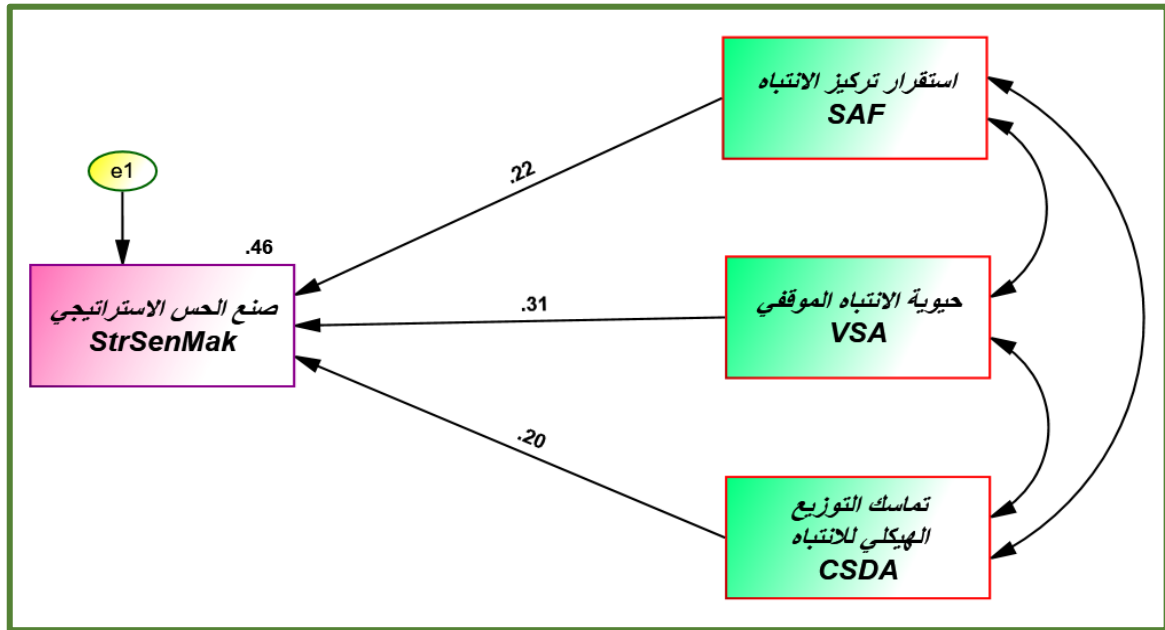 استقرار تركيز الانتباه
SAF
e1
.22
.46
صنع الحس الاستراتيجي
StrSenMak
.31
حيوية الانتباه الموقفي
VSA
.20
تماسك التوزيع
الهيكلي للانتباه
CSDA